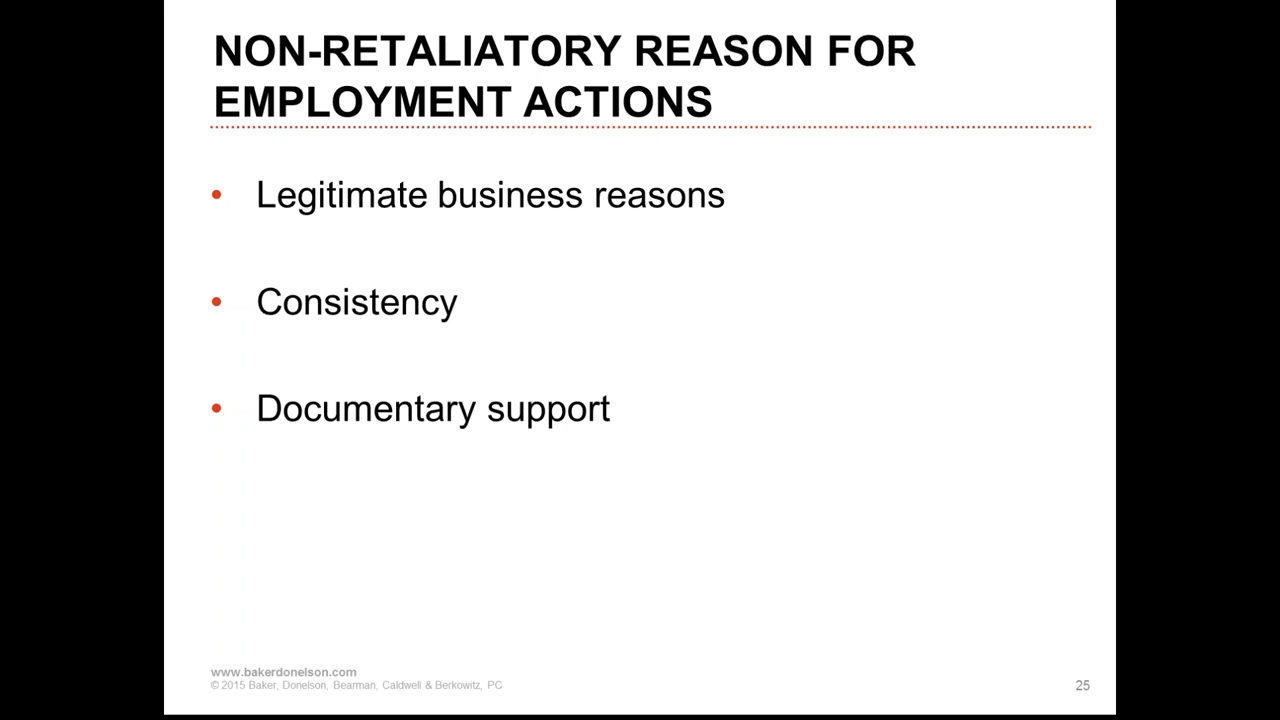 NON-RETALIATORY REASON FOR
EMPLOYMENT ACTIONS
• Legitimate business reasons
• Consistency
• Documentary support
www.bakerdonelson.com
© 2015 Baker, Donelson, Bearman, Caldwell & Berkowitz, PC
25